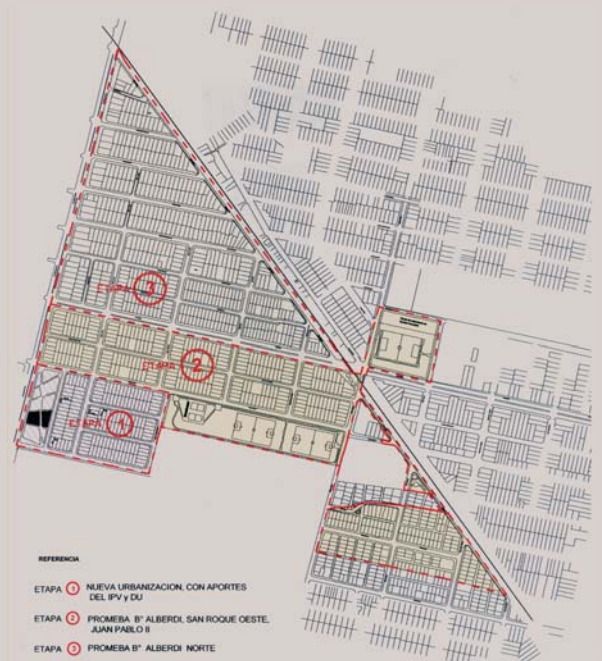 ETAPA 3
ETAPA 2
ETAPA 1
REFERENCIA
ETAPA 1 NUEVA URBANIZACION, CON APORTES
DEL IPV y DU
ETAPA 2 PROMEBA B° ALBERDI, SAN ROQUE OESTE,
JUAN PABLO II
ETAPA 3 PROMEBA B° ALBERDI NORTE